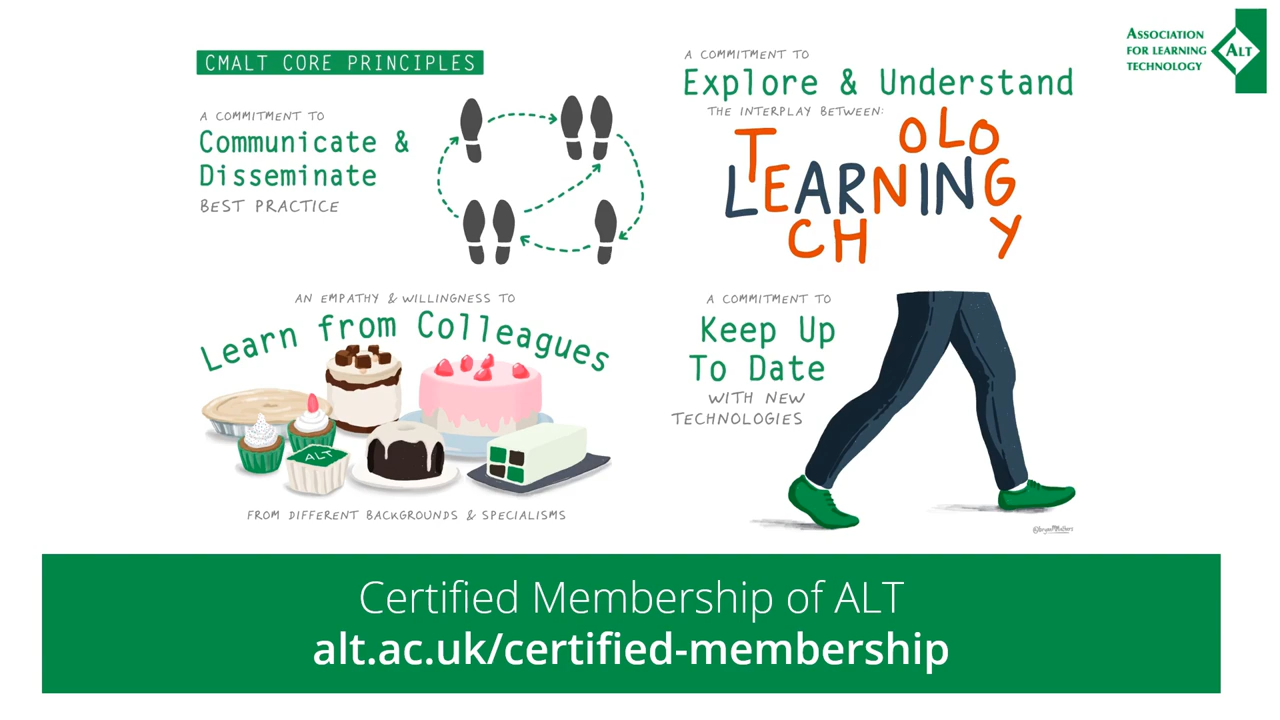 CMALT CORE PRINCIPLES
A COMMITMENT TO
Communicate &
Disseminate
BEST PRACTICE
A COMMITMENT TO
Explore & Understand
THE INTERPLAY BETWEEN:
LEARNING
TECHNOLOGY
ASSOCIATION
FOR LEARNING
TECHNOLOGY
ALT
AN EMPATHY & WILLINGNESS TO
Learn from Colleagues
ALT
FROM DIFFERENT BACKGROUNDS & SPECIALISMS
A COMMITMENT TO
Keep Up
To Date
WITH NEW
TECHNOLOGIES
Certified Membership of ALT
alt.ac.uk/certified-membership